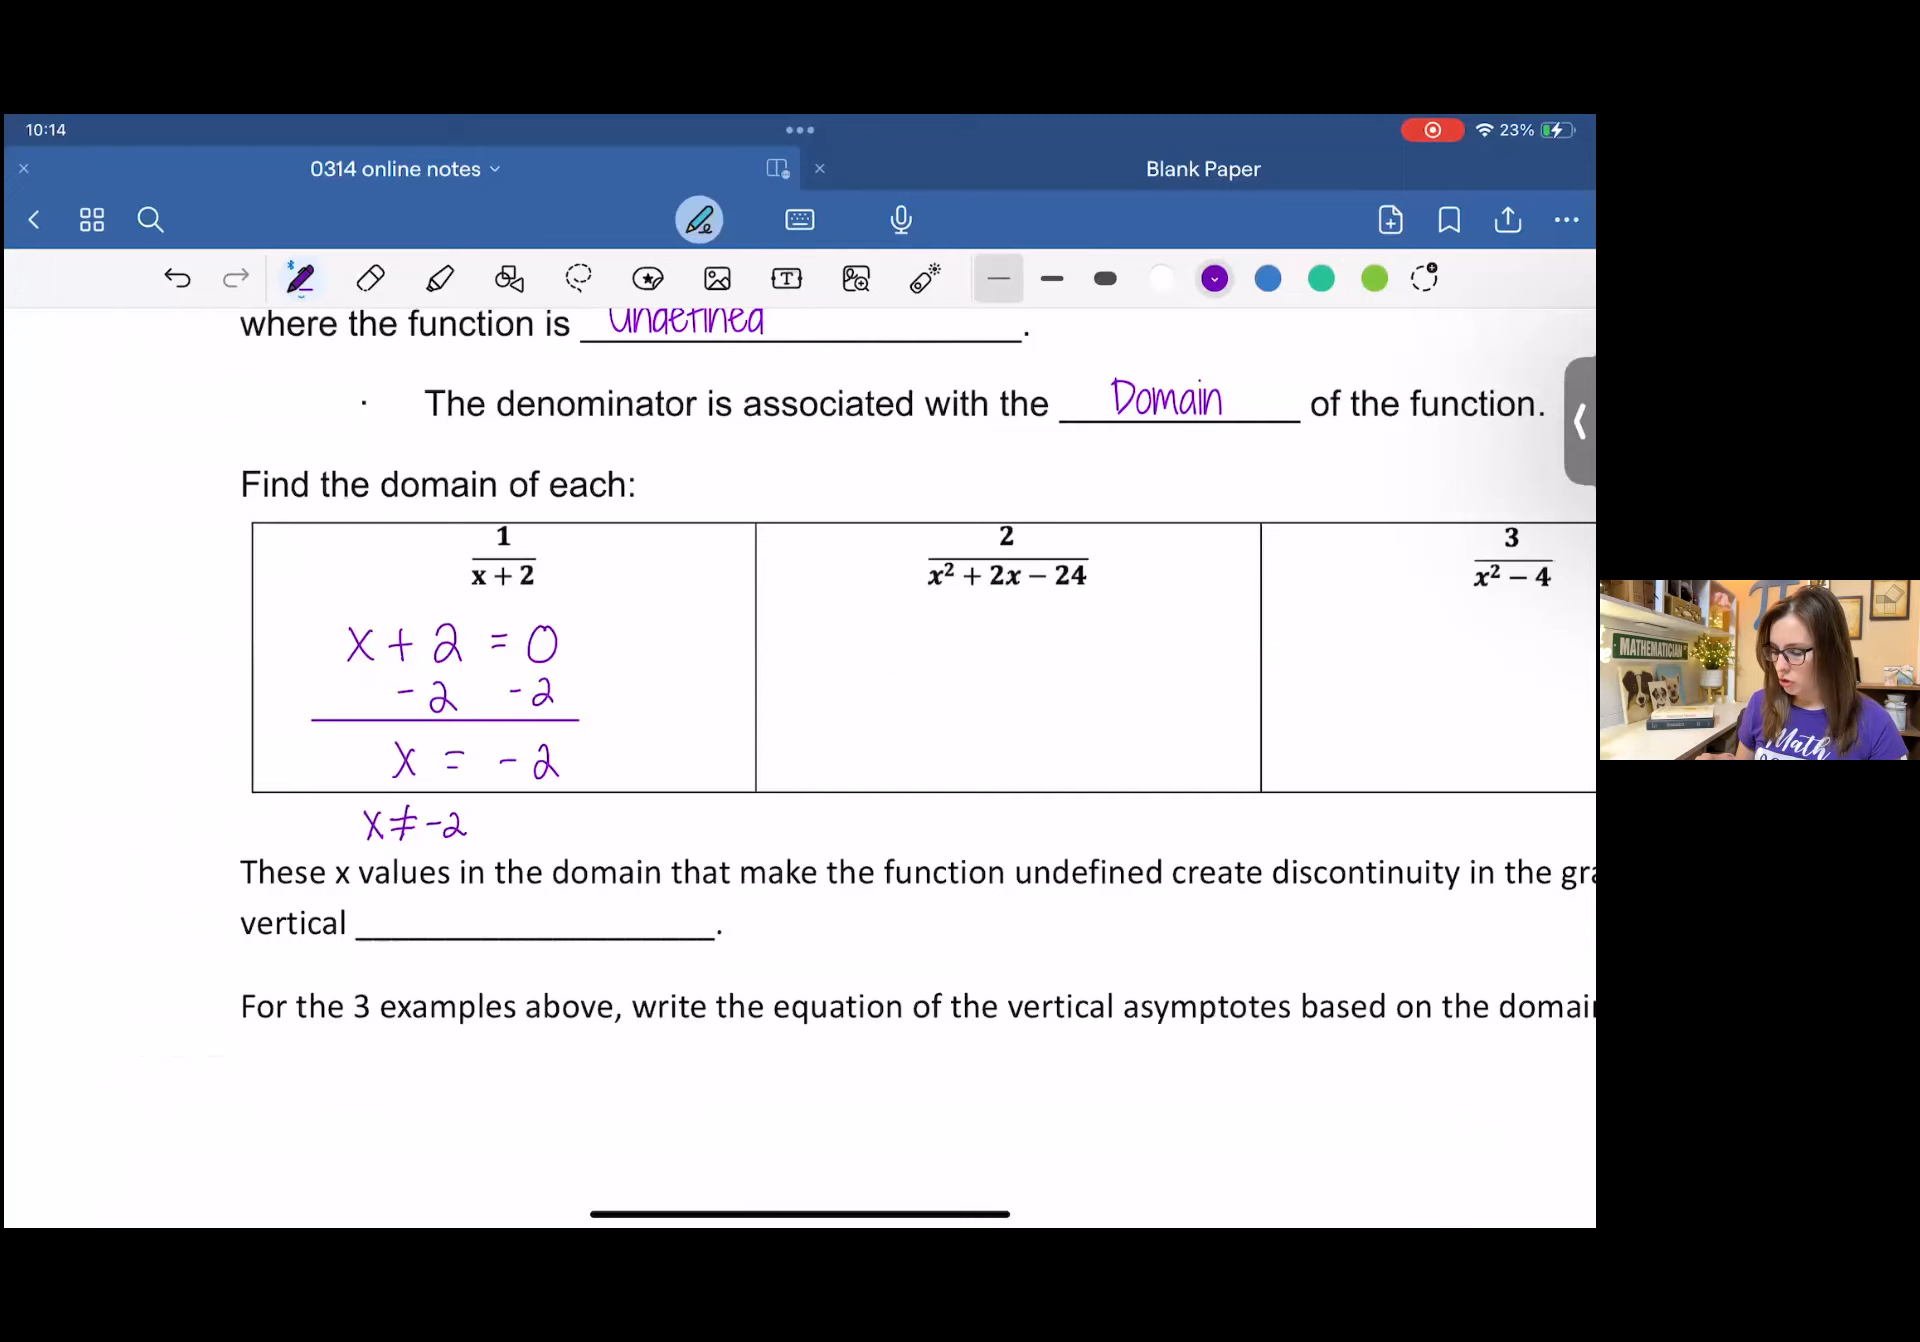 10:14
23%
0314 online notes
Blank Paper
where the function is undefined.
· The denominator is associated with the Domain of the function.
Find the domain of each:
1/(x + 2)
2/(x² + 2x − 24)
3/(x² − 4)
x + 2 = 0
- 2 - 2
x = - 2
x ≠ -2
These x values in the domain that make the function undefined create discontinuity in the gra
vertical ____________________.
For the 3 examples above, write the equation of the vertical asymptotes based on the domain
MATHEMATICIAN
Math